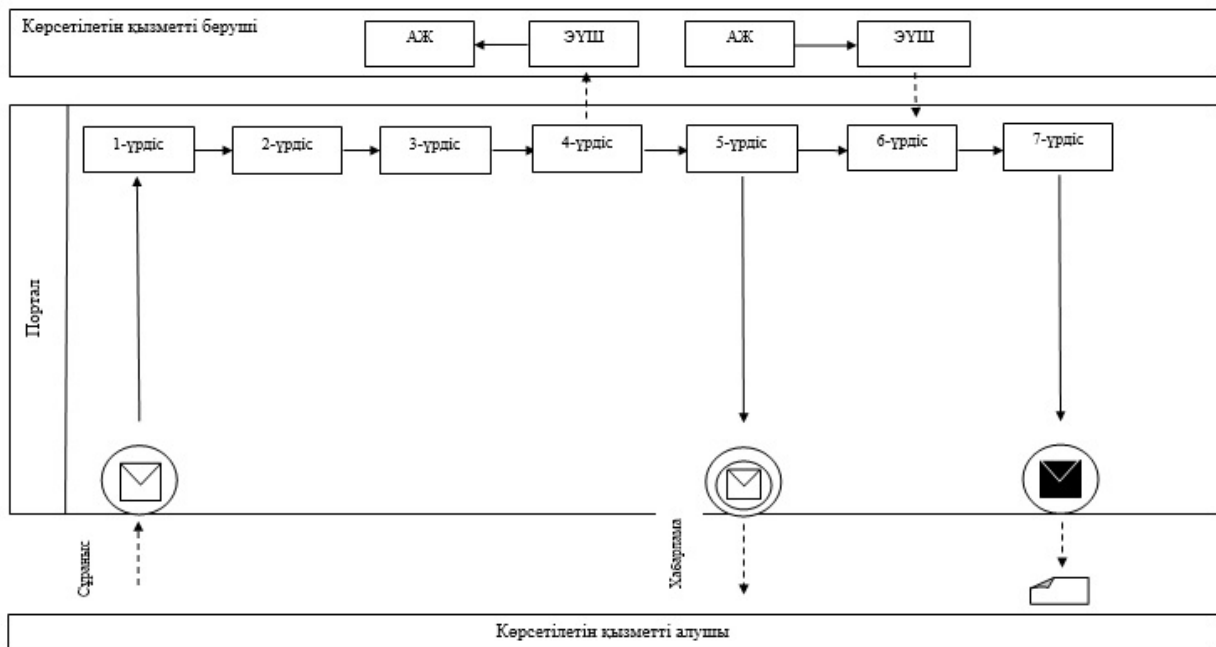 Көрсетілетін қызметті беруші
АЖ
ЭҮШ
АЖ
ЭҮШ
Портал
1-үрдіс
2-үрдіс
3-үрдіс
4-үрдіс
5-үрдіс
6-үрдіс
7-үрдіс
Сұраныс
Хабарлама
Көрсетілетін қызметті алушы